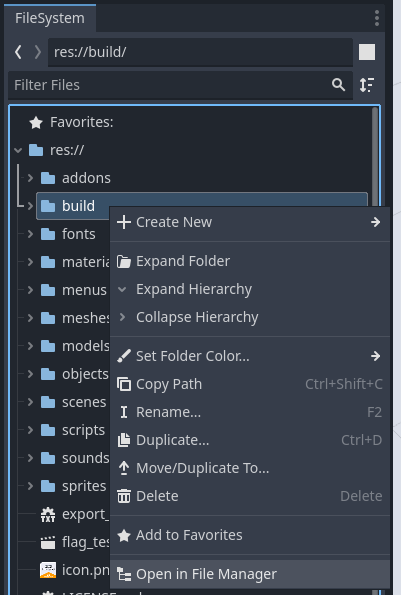 FileSystem
res://build/
Filter Files
Favorites:
res://
addons
build
fonts
materia
menus
meshes
models
objects
scenes
scripts
sounds
sprites
export_
flag_tes
icon.pn
Create New
Expand Folder
Expand Hierarchy
Collapse Hierarchy
Set Folder Color...
Copy Path Ctrl+Shift+C
Rename... F2
Duplicate... Ctrl+D
Move/Duplicate To...
Delete Delete
Add to Favorites
Open in File Manager